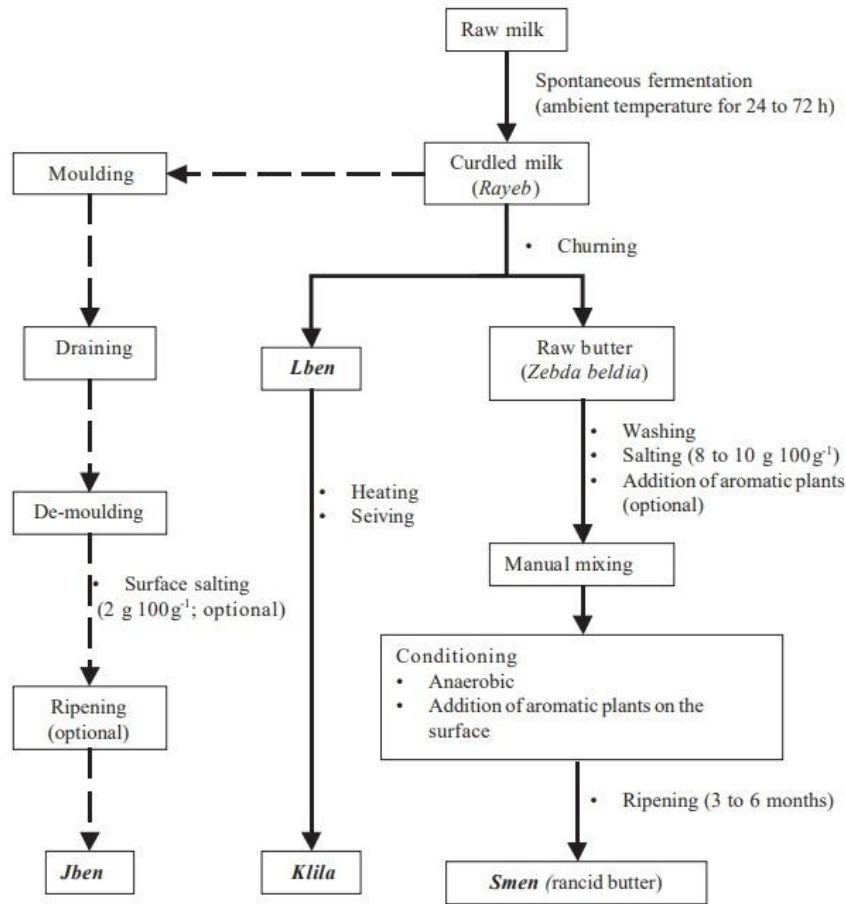 Raw milk
Spontaneous fermentation
(ambient temperature for 24 to 72 h)
Curdled milk
(Rayeb)
Moulding
• Churning
Draining
Lben
Raw butter
(Zebda beldia)
• Washing
• Salting (8 to 10 g 100g⁻¹)
• Addition of aromatic plants
(optional)
• Heating
• Seiving
De-moulding
Manual mixing
• Surface salting
(2 g 100g⁻¹; optional)
Conditioning
• Anaerobic
• Addition of aromatic plants on the
surface
Ripening
(optional)
• Ripening (3 to 6 months)
Jben
Klila
Smen (rancid butter)